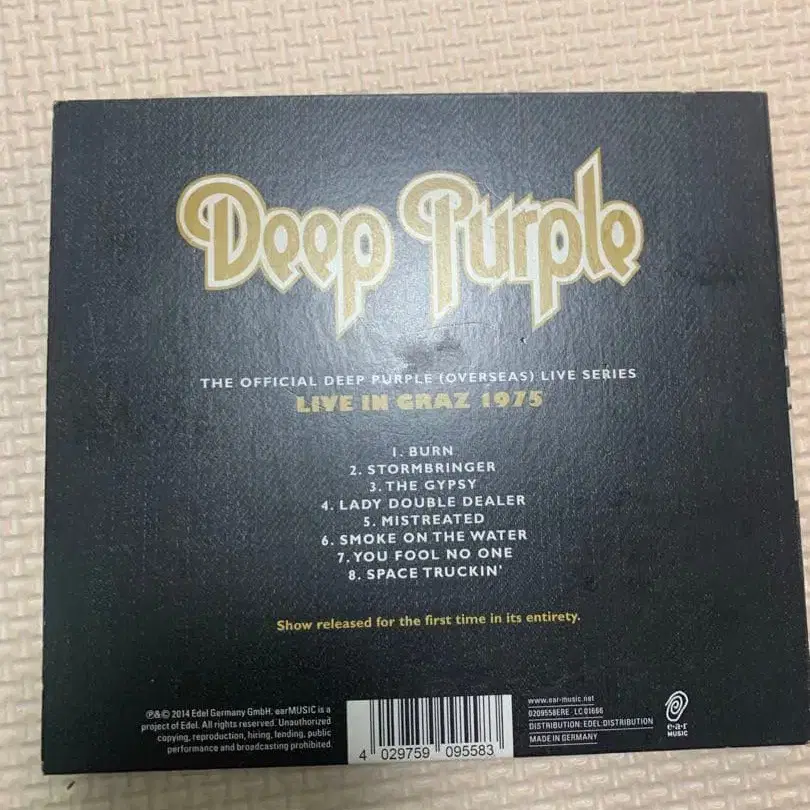 Deep Purple
THE OFFICIAL DEEP PURPLE (OVERSEAS) LIVE SERIES
LIVE IN GRAZ 1975
1. BURN
2. STORMBRINGER
3. THE GYPSY
4. LADY DOUBLE DEALER
5. MISTREATED
6. SMOKE ON THE WATER
7. YOU FOOL NO ONE
8. SPACE TRUCKIN'
Show released for the first time in its entirety.
℗&© 2014 Edel Germany GmbH. earMUSIC is a
project of Edel. All rights reserved. Unauthorized
copying, reproduction, hiring, lending, public
performance and broadcasting prohibited.
4 029759 095583
www.ear-music.net
0209558ERE · LC 01666
DISTRIBUTION: EDEL:DISTRIBUTION
MADE IN GERMANY
e·a·r
MUSIC